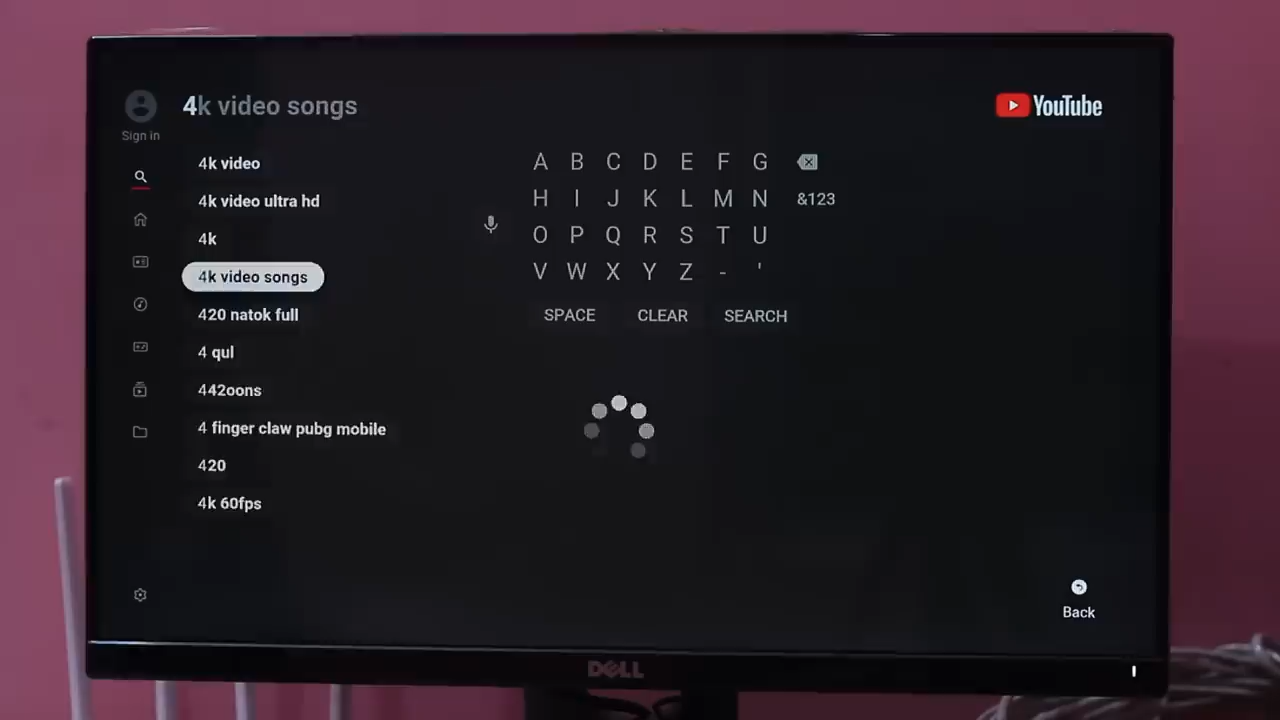 4k video songs
YouTube
Sign in
4k video
4k video ultra hd
4k
4k video songs
420 natok full
4 qul
442oons
4 finger claw pubg mobile
420
4k 60fps
A B C D E F G
H I J K L M N &123
O P Q R S T U
V W X Y Z - '
SPACE CLEAR SEARCH
Back
DELL